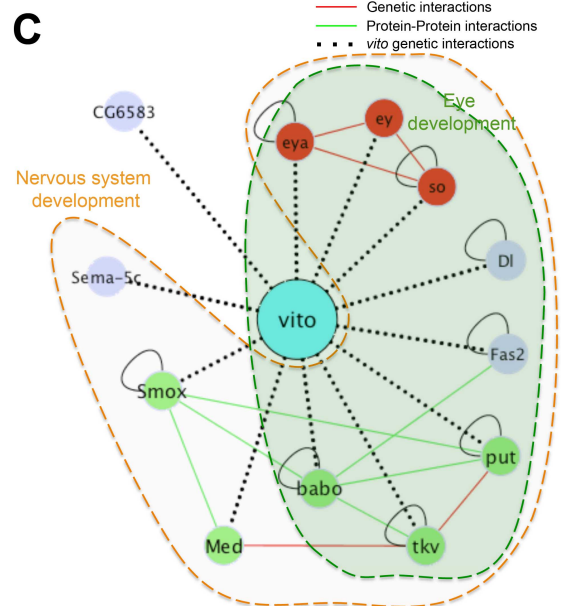 C
Genetic interactions
Protein-Protein interactions
vito genetic interactions
CG6583
Eye
development
ey
eya
so
Nervous system
development
Dl
Sema-5c
vito
Fas2
Smox
put
babo
Med
tkv